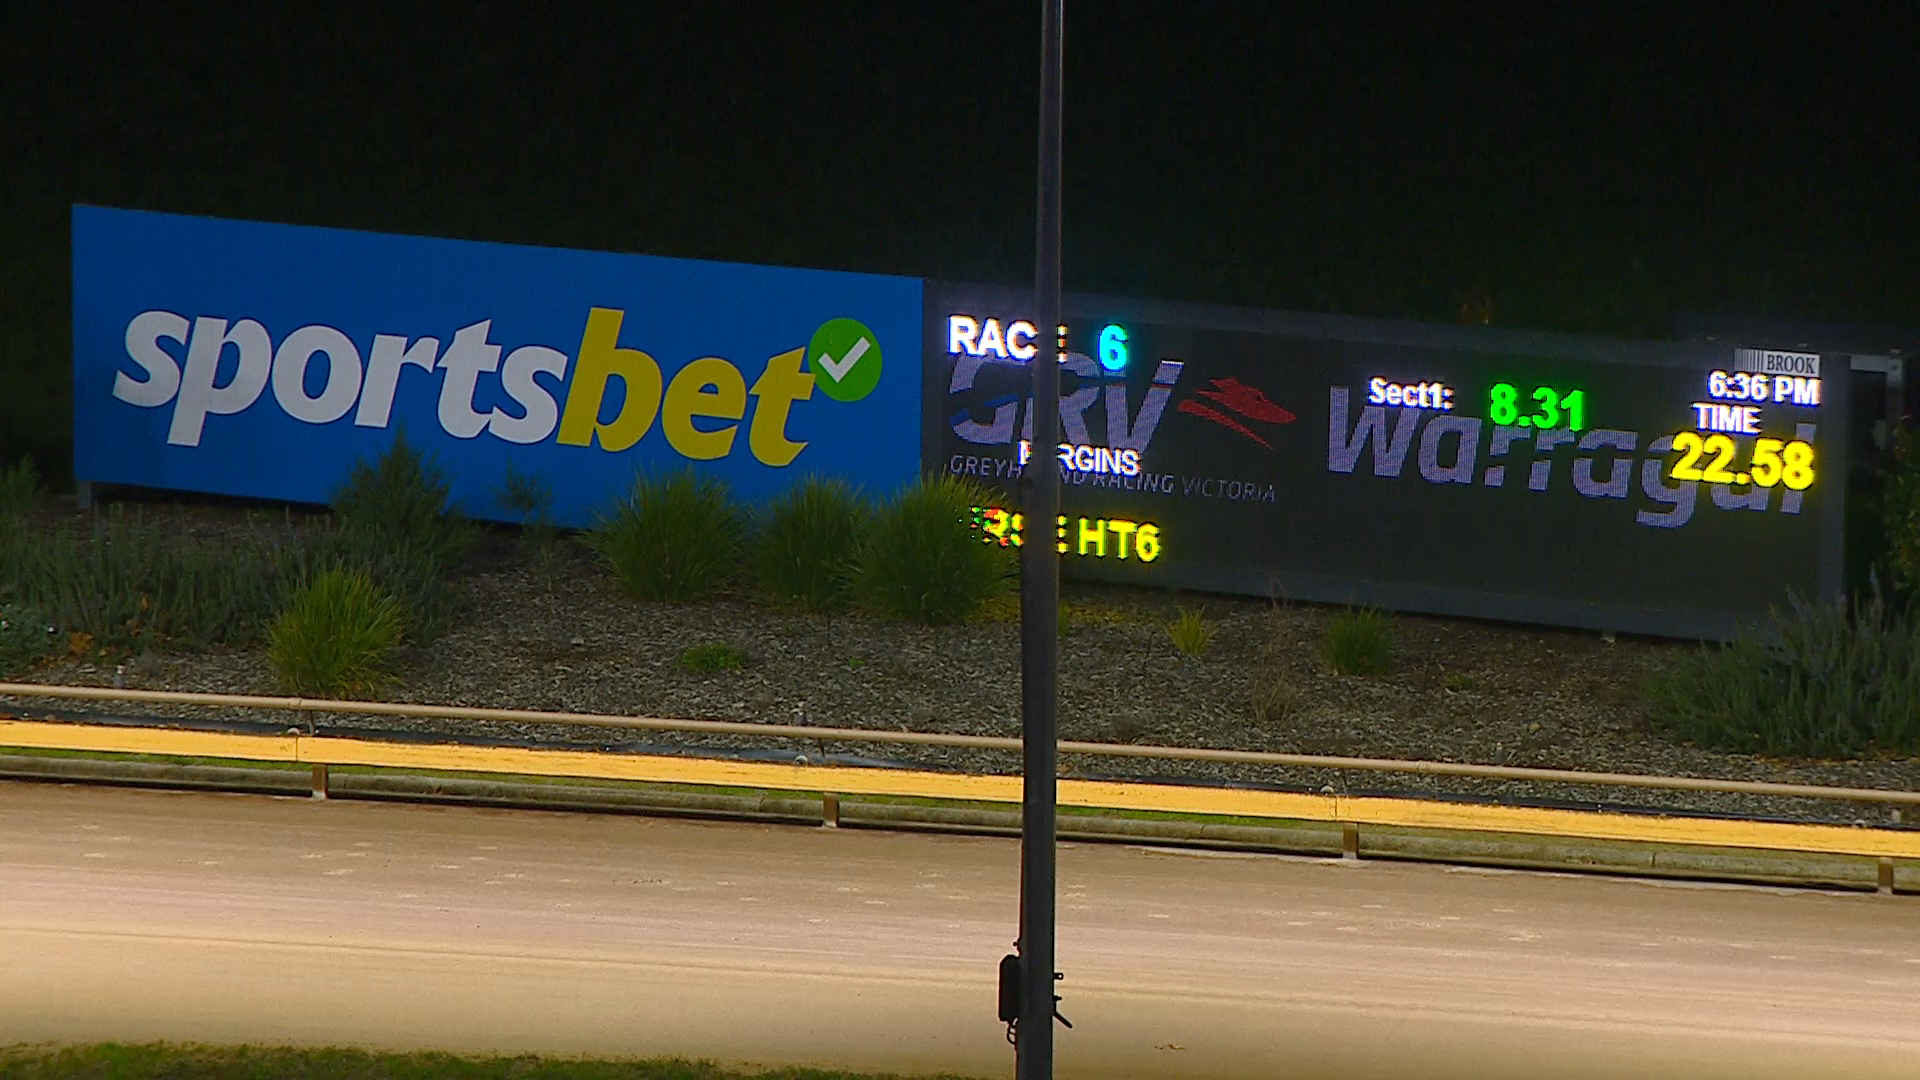 sportsbet
RACE 6
BROOK
6:36 PM
Sect1: 8.31
TIME
22.58
GRV
Warragul
MARGINS
GREYHOUND RACING VICTORIA
HT6